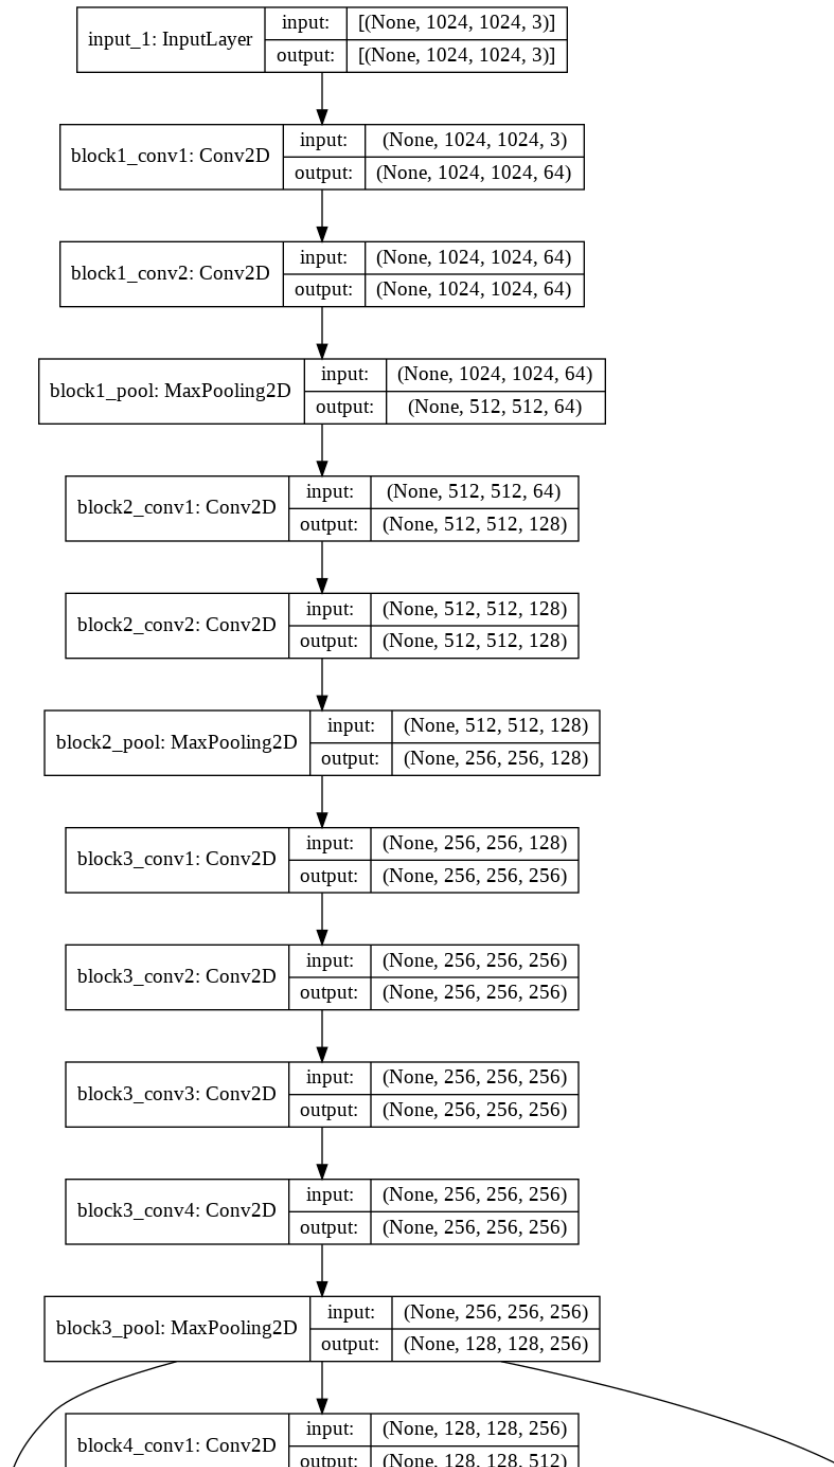 input_1: InputLayer
input: [(None, 1024, 1024, 3)]
output: [(None, 1024, 1024, 3)]
block1_conv1: Conv2D
input: (None, 1024, 1024, 3)
output: (None, 1024, 1024, 64)
block1_conv2: Conv2D
input: (None, 1024, 1024, 64)
output: (None, 1024, 1024, 64)
block1_pool: MaxPooling2D
input: (None, 1024, 1024, 64)
output: (None, 512, 512, 64)
block2_conv1: Conv2D
input: (None, 512, 512, 64)
output: (None, 512, 512, 128)
block2_conv2: Conv2D
input: (None, 512, 512, 128)
output: (None, 512, 512, 128)
block2_pool: MaxPooling2D
input: (None, 512, 512, 128)
output: (None, 256, 256, 128)
block3_conv1: Conv2D
input: (None, 256, 256, 128)
output: (None, 256, 256, 256)
block3_conv2: Conv2D
input: (None, 256, 256, 256)
output: (None, 256, 256, 256)
block3_conv3: Conv2D
input: (None, 256, 256, 256)
output: (None, 256, 256, 256)
block3_conv4: Conv2D
input: (None, 256, 256, 256)
output: (None, 256, 256, 256)
block3_pool: MaxPooling2D
input: (None, 256, 256, 256)
output: (None, 128, 128, 256)
block4_conv1: Conv2D
input: (None, 128, 128, 256)
output: (None, 128, 128, 512)